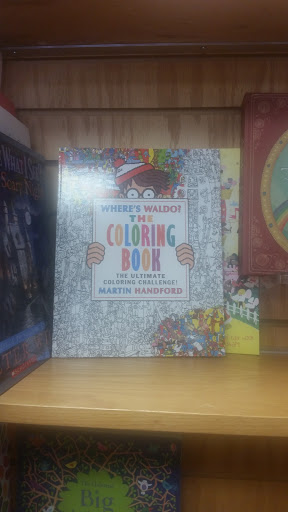 WHERE'S WALDO?
THE
COLORING
BOOK
THE ULTIMATE
COLORING CHALLENGE!
MARTIN HANDFORD
Big